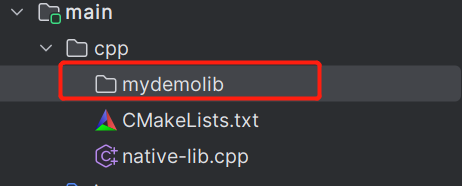 main
cpp
mydemolib
CMakeLists.txt
native-lib.cpp